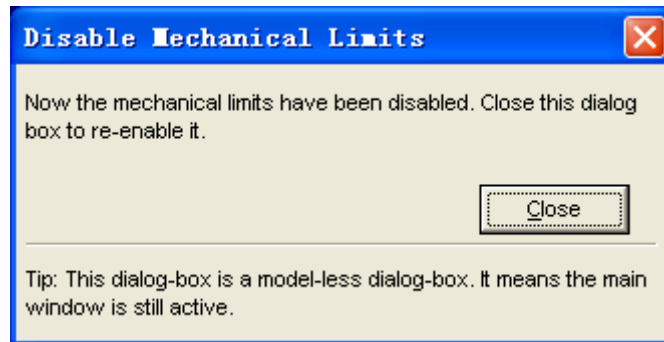 Disable Mechanical Limits
Now the mechanical limits have been disabled. Close this dialog
box to re-enable it.
Close
Tip: This dialog-box is a model-less dialog-box. It means the main
window is still active.